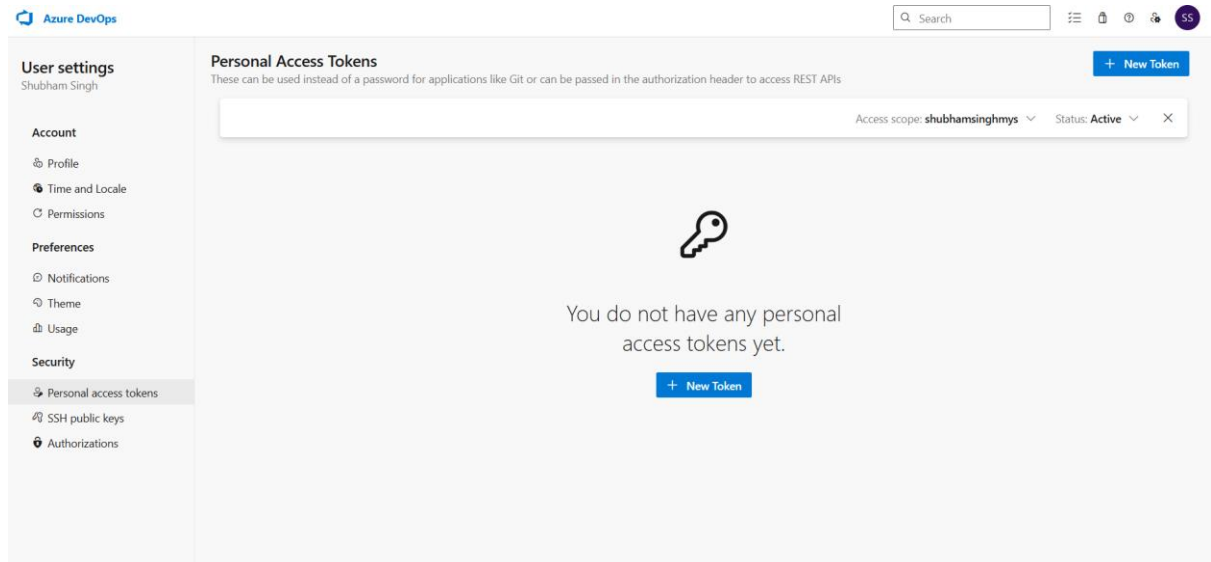 Azure DevOps
Search
SS
User settings
Shubham Singh
Account
Profile
Time and Locale
Permissions
Preferences
Notifications
Theme
Usage
Security
Personal access tokens
SSH public keys
Authorizations
Personal Access Tokens
These can be used instead of a password for applications like Git or can be passed in the authorization header to access REST APIs
+ New Token
Access scope: shubhamsinghmys Status: Active
You do not have any personal
access tokens yet.
+ New Token